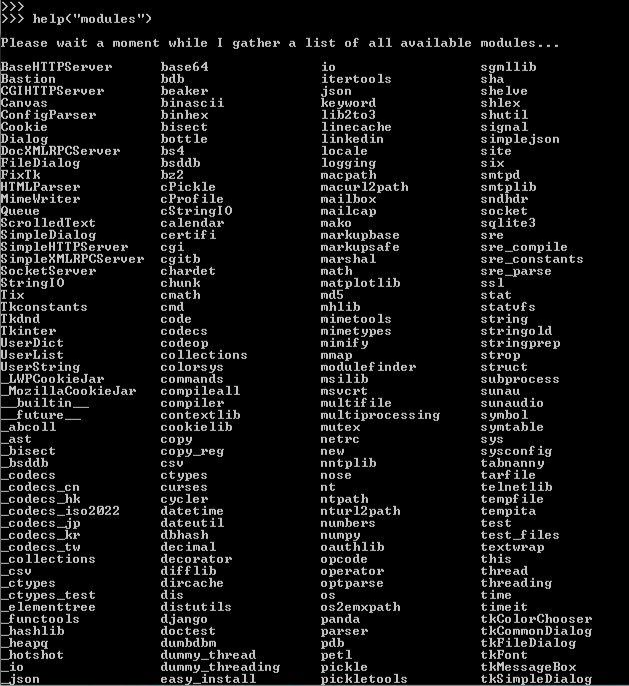 >>>
>>> help("modules")
Please wait a moment while I gather a list of all available modules...
BaseHTTPServer base64 io sgmllib
Bastion bdb itertools sha
CGIHTTPServer beaker json shelve
Canvas binascii keyword shlex
ConfigParser binhex lib2to3 shutil
Cookie bisect linecache signal
Dialog bottle linkedin simplejson
DocXMLRPCServer bs4 locale site
FileDialog bsddb logging six
FixTk bz2 macpath smtpd
HTMLParser cPickle macurl2path smtplib
MimeWriter cProfile mailbox sndhdr
Queue cStringIO mailcap socket
ScrolledText calendar mako sqlite3
SimpleDialog certifi markupbase sre
SimpleHTTPServer cgi markupsafe sre_compile
SimpleXMLRPCServer cgitb marshal sre_constants
SocketServer chardet math sre_parse
StringIO chunk matplotlib ssl
Tix cmath md5 stat
Tkconstants cmd mhlib statvfs
Tkdnd code mimetools string
Tkinter codecs mimetypes stringold
UserDict codeop mimify stringprep
UserList collections mmap strop
UserString colorsys modulefinder struct
_LWPCookieJar commands msilib subprocess
_MozillaCookieJar compileall msvcrt sunau
__builtin__ compiler multifile sunaudio
__future__ contextlib multiprocessing symbol
_abcoll cookielib mutex symtable
_ast copy netrc sys
_bisect copy_reg new sysconfig
_bsddb csv nntplib tabnanny
_codecs ctypes nose tarfile
_codecs_cn curses nt telnetlib
_codecs_hk cycler ntpath tempfile
_codecs_iso2022 datetime nturl2path tempita
_codecs_jp dateutil numbers test
_codecs_kr dbhash numpy test_files
_codecs_tw decimal oauthlib textwrap
_collections decorator opcode this
_csv difflib operator thread
_ctypes dircache optparse threading
_ctypes_test dis os time
_elementtree distutils os2emxpath timeit
_functools django panda tkColorChooser
_hashlib doctest parser tkCommonDialog
_heapq dumbdbm pdb tkFileDialog
_hotshot dummy_thread petl tkFont
_io dummy_threading pickle tkMessageBox
_json easy_install pickletools tkSimpleDialog